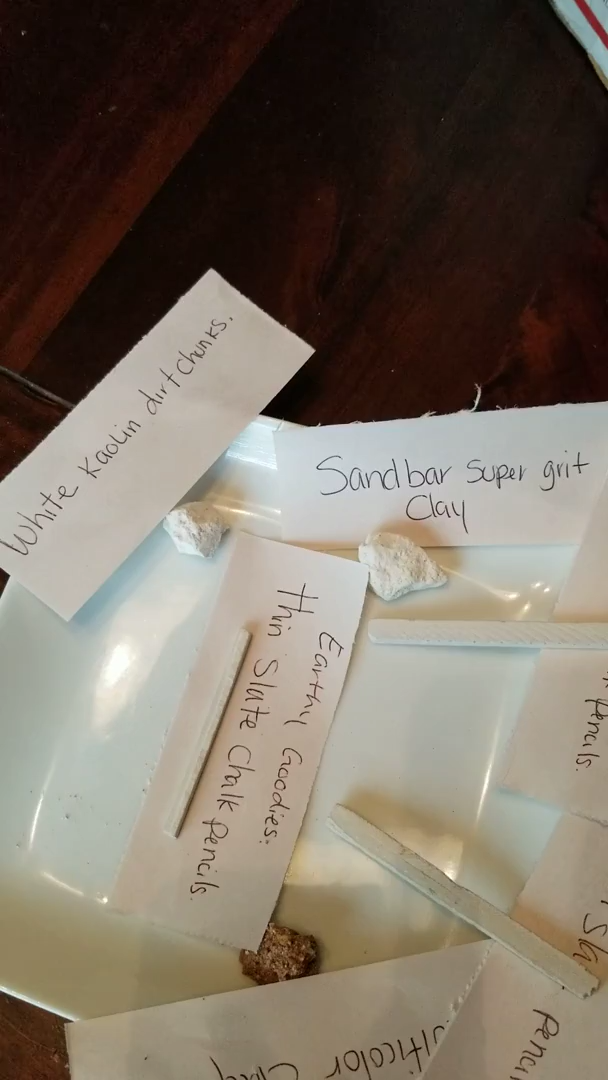 White Kaolin dirt chunks.
Sandbar Super grit
Clay
Earthy Goodies:
thin Slate Chalk Pencils.
pencils.